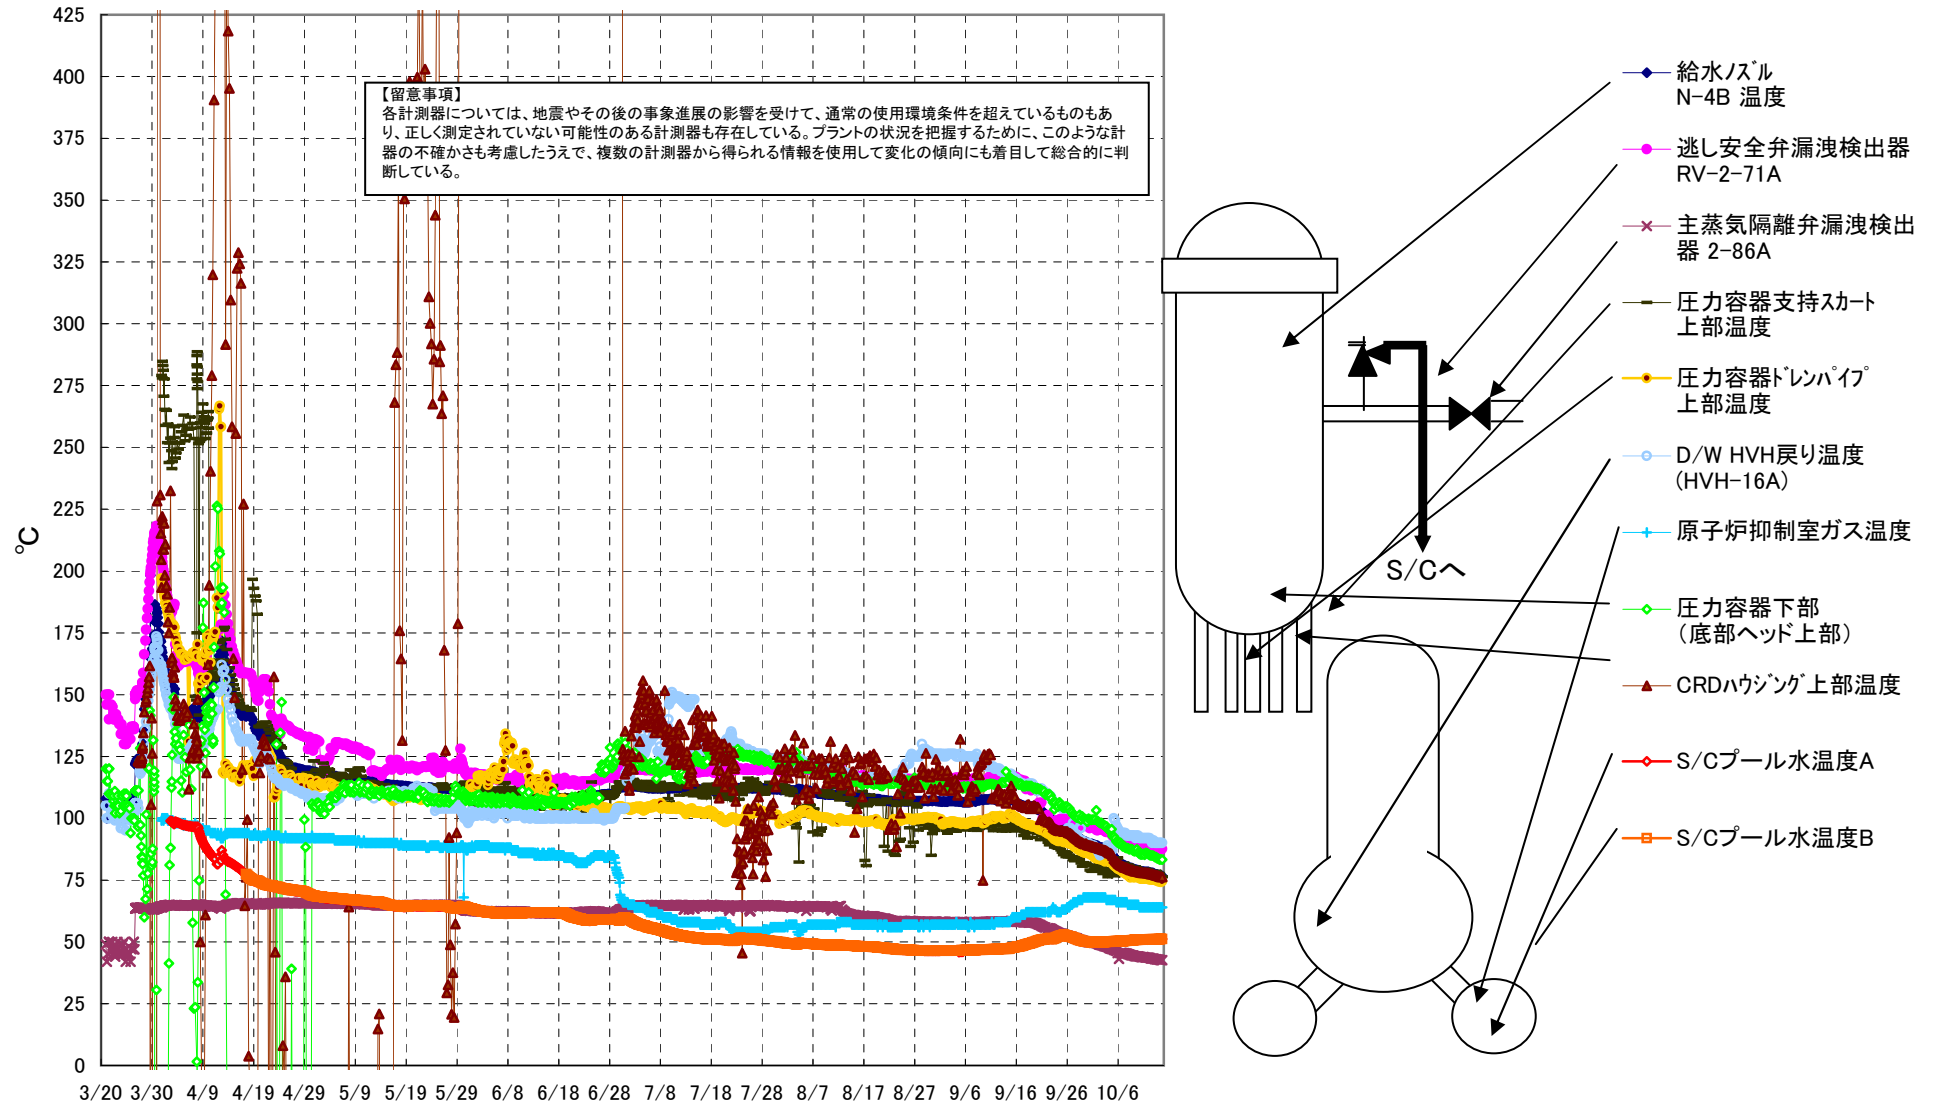 425
400
375
350
325
300
275
250
225
200
175
150
125
100
75
50
25
0
℃
3/20 3/30 4/9 4/19 4/29 5/9 5/19 5/29 6/8 6/18 6/28 7/8 7/18 7/28 8/7 8/17 8/27 9/6 9/16 9/26 10/6
【留意事項】
各計測器については、地震やその後の事象進展の影響を受けて、通常の使用環境条件を超えているものもあ
り、正しく測定されていない可能性のある計測器も存在している。プラントの状況を把握するために、このような計
器の不確かさも考慮したうえで、複数の計測器から得られる情報を使用して変化の傾向にも着目して総合的に判
断している。
S/Cへ
給水ﾉｽﾞﾙ
N-4B 温度
逃し安全弁漏洩検出器
RV-2-71A
主蒸気隔離弁漏洩検出
器 2-86A
圧力容器支持ｽｶｰﾄ
上部温度
圧力容器ﾄﾞﾚﾝﾊﾟｲﾌﾟ
上部温度
D/W HVH戻り温度
(HVH-16A)
原子炉抑制室ガス温度
圧力容器下部
（底部ヘッド上部）
CRDﾊｳｼﾞﾝｸﾞ上部温度
S/Cプール水温度A
S/Cプール水温度B